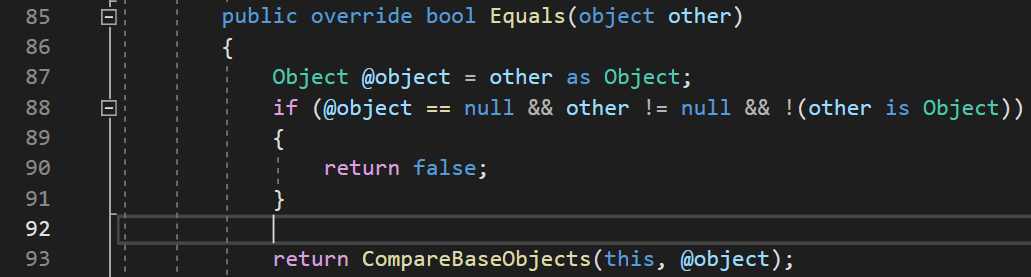 85 public override bool Equals(object other)
86 {
87 Object @object = other as Object;
88 if (@object == null && other != null && !(other is Object))
89 {
90 return false;
91 }
92
93 return CompareBaseObjects(this, @object);